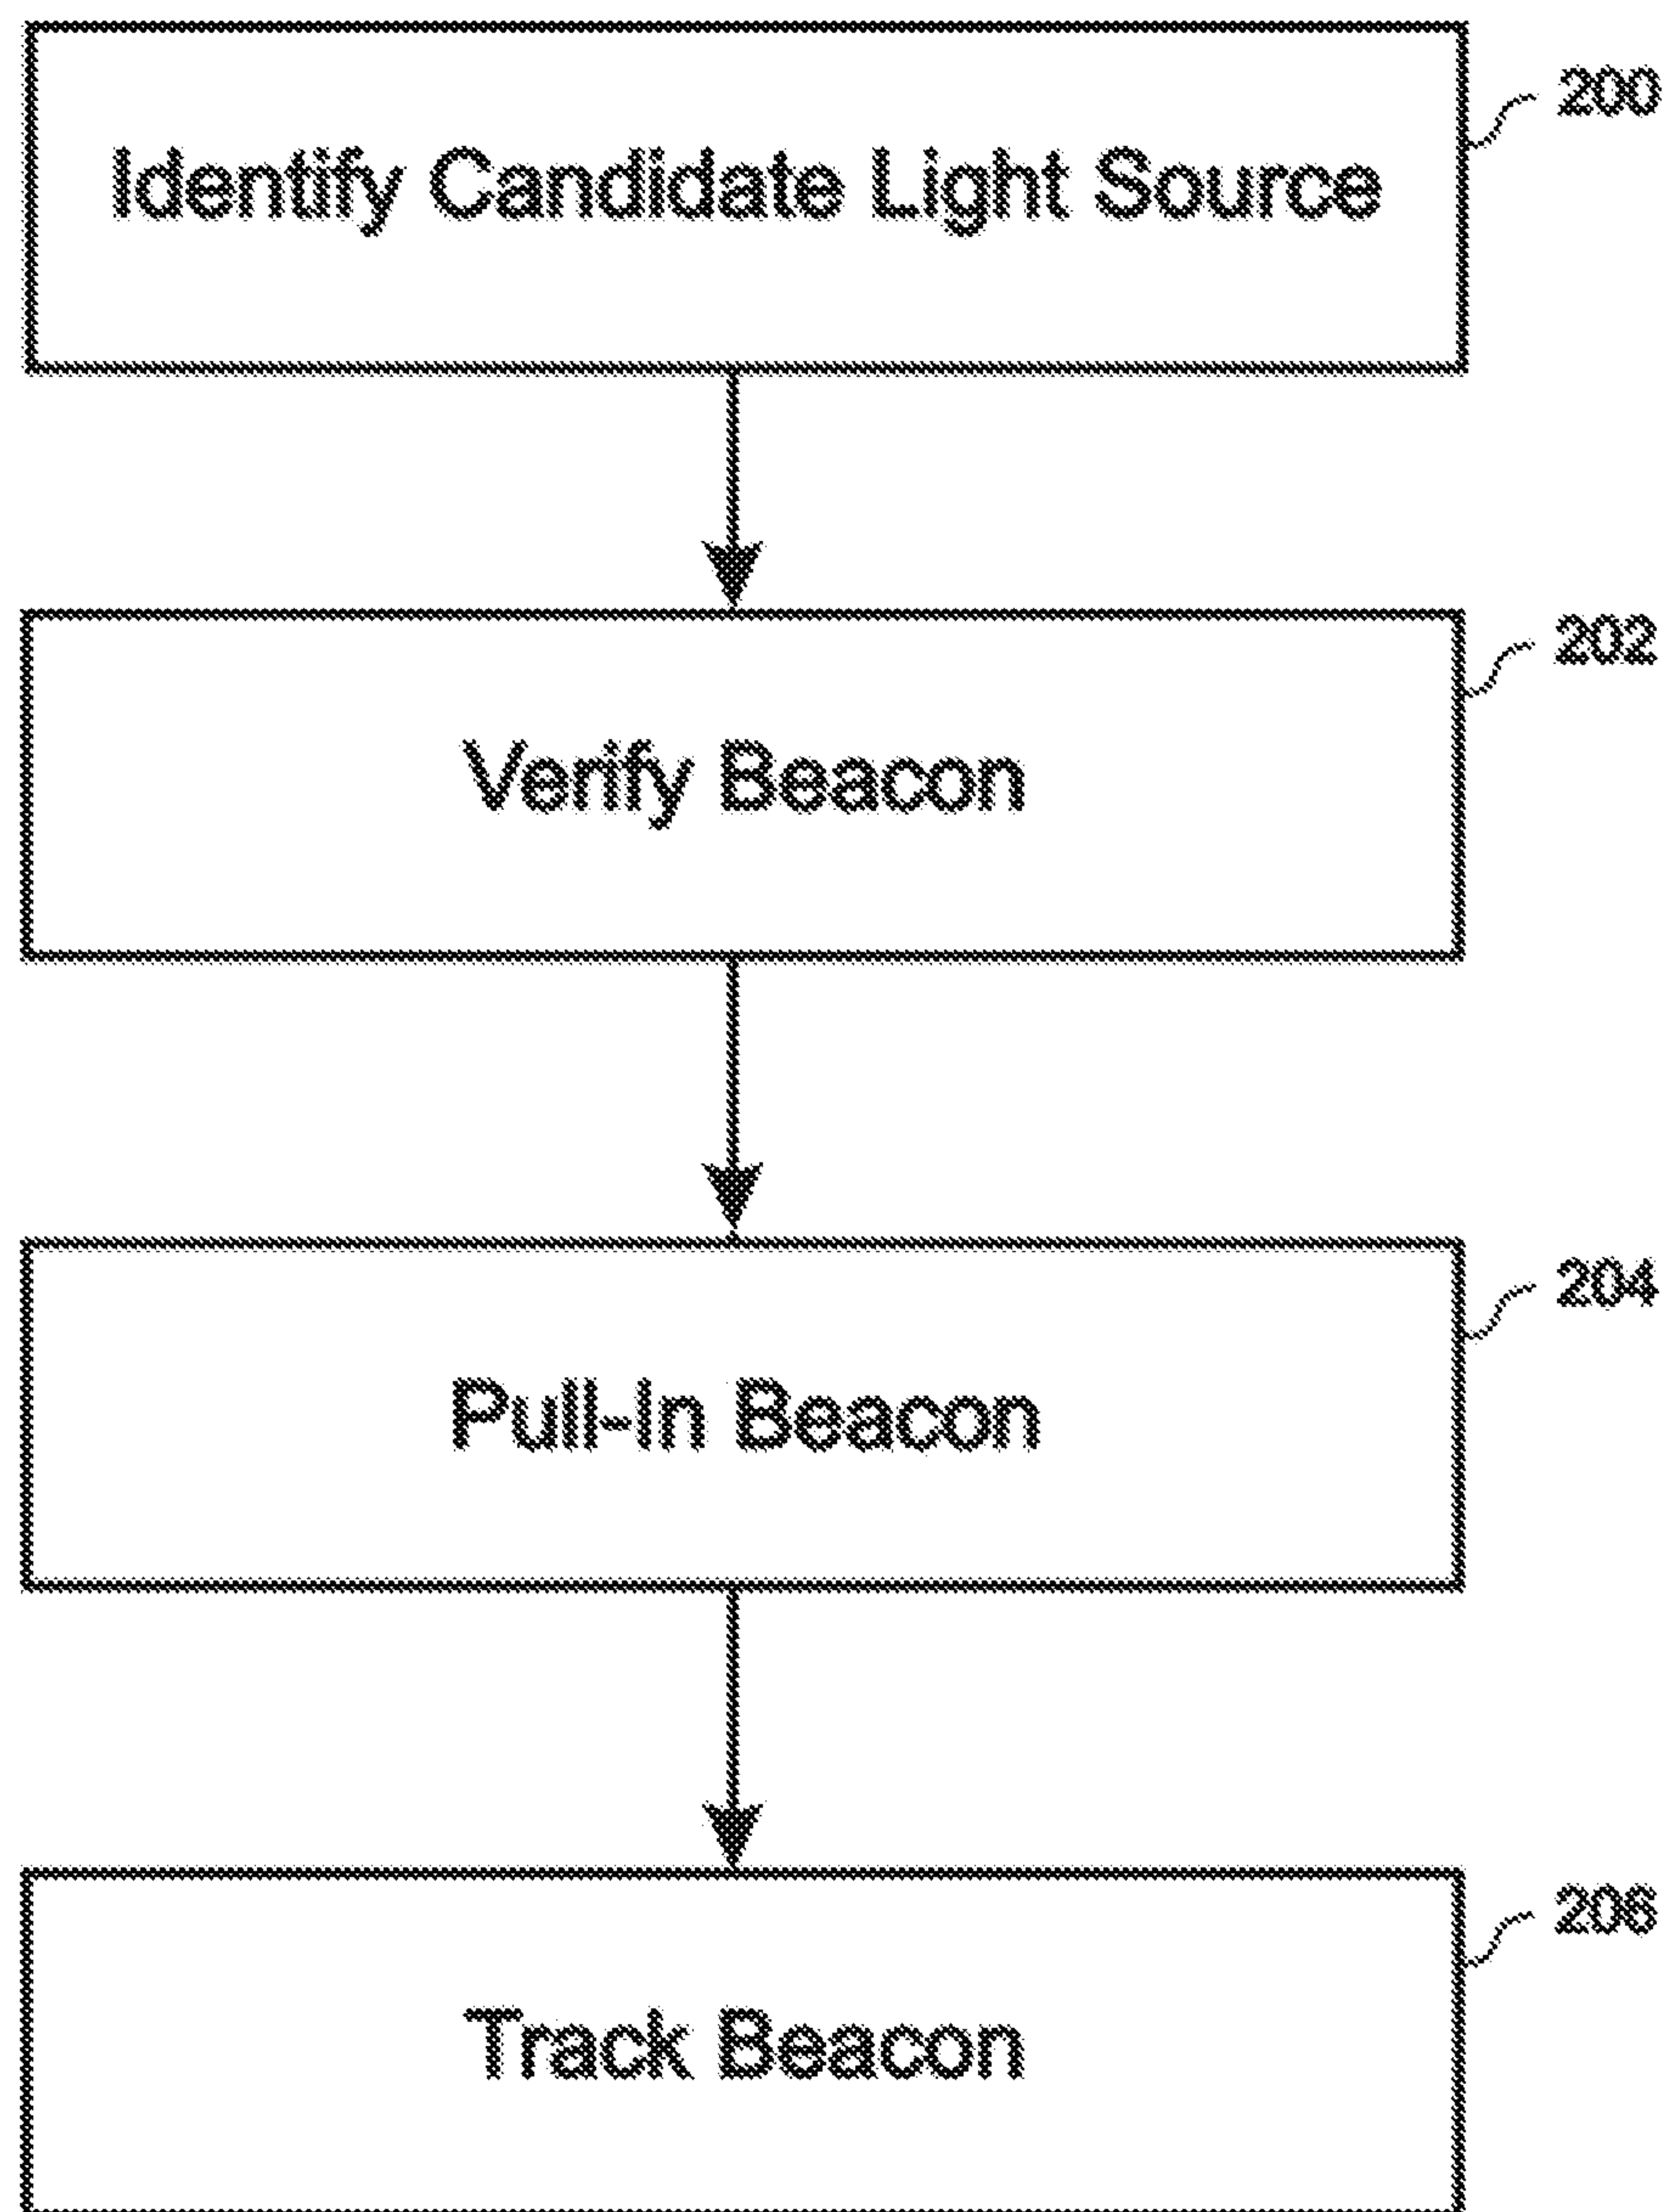 200
Identify Candidate Light Source
202
Verify Beacon
204
Pull-In Beacon
206
Track Beacon